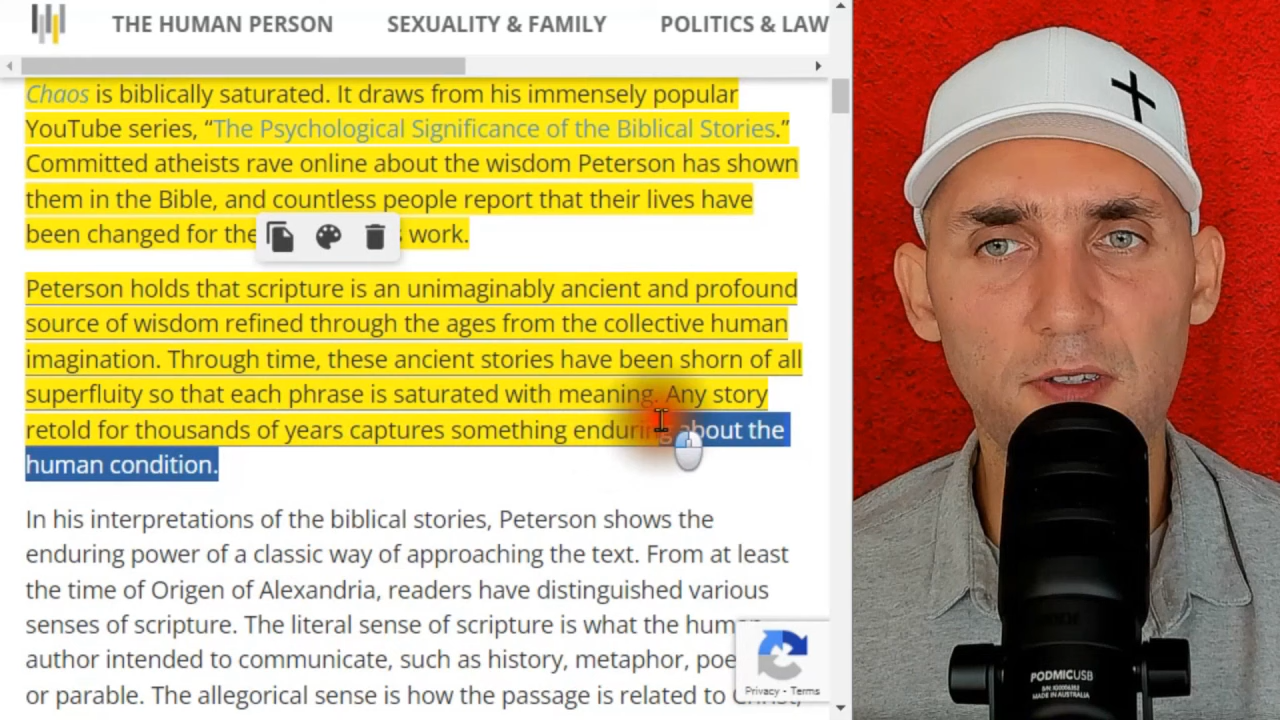 THE HUMAN PERSON SEXUALITY & FAMILY POLITICS & LAW
Chaos is biblically saturated. It draws from his immensely popular
YouTube series, “The Psychological Significance of the Biblical Stories.”
Committed atheists rave online about the wisdom Peterson has shown
them in the Bible, and countless people report that their lives have
been changed for the work.
Peterson holds that scripture is an unimaginably ancient and profound
source of wisdom refined through the ages from the collective human
imagination. Through time, these ancient stories have been shorn of all
superfluity so that each phrase is saturated with meaning. Any story
retold for thousands of years captures something enduring about the
human condition.
In his interpretations of the biblical stories, Peterson shows the
enduring power of a classic way of approaching the text. From at least
the time of Origen of Alexandria, readers have distinguished various
senses of scripture. The literal sense of scripture is what the human
author intended to communicate, such as history, metaphor,
or parable. The allegorical sense is how the passage is related to
Privacy - Terms
PODMICUSB
MADE IN AUSTRALIA